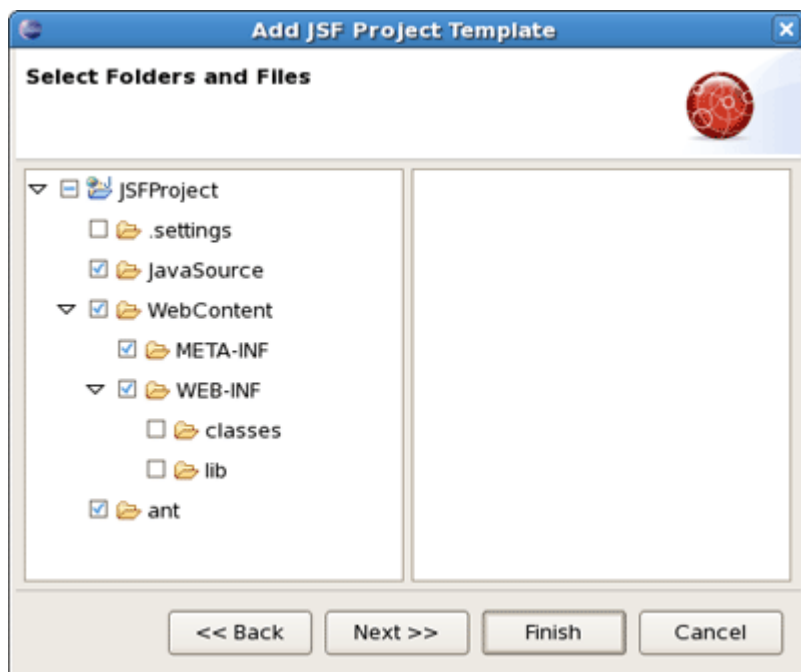 Add JSF Project Template
Select Folders and Files
JSFProject
.settings
JavaSource
WebContent
META-INF
WEB-INF
classes
lib
ant
<< Back
Next >>
Finish
Cancel